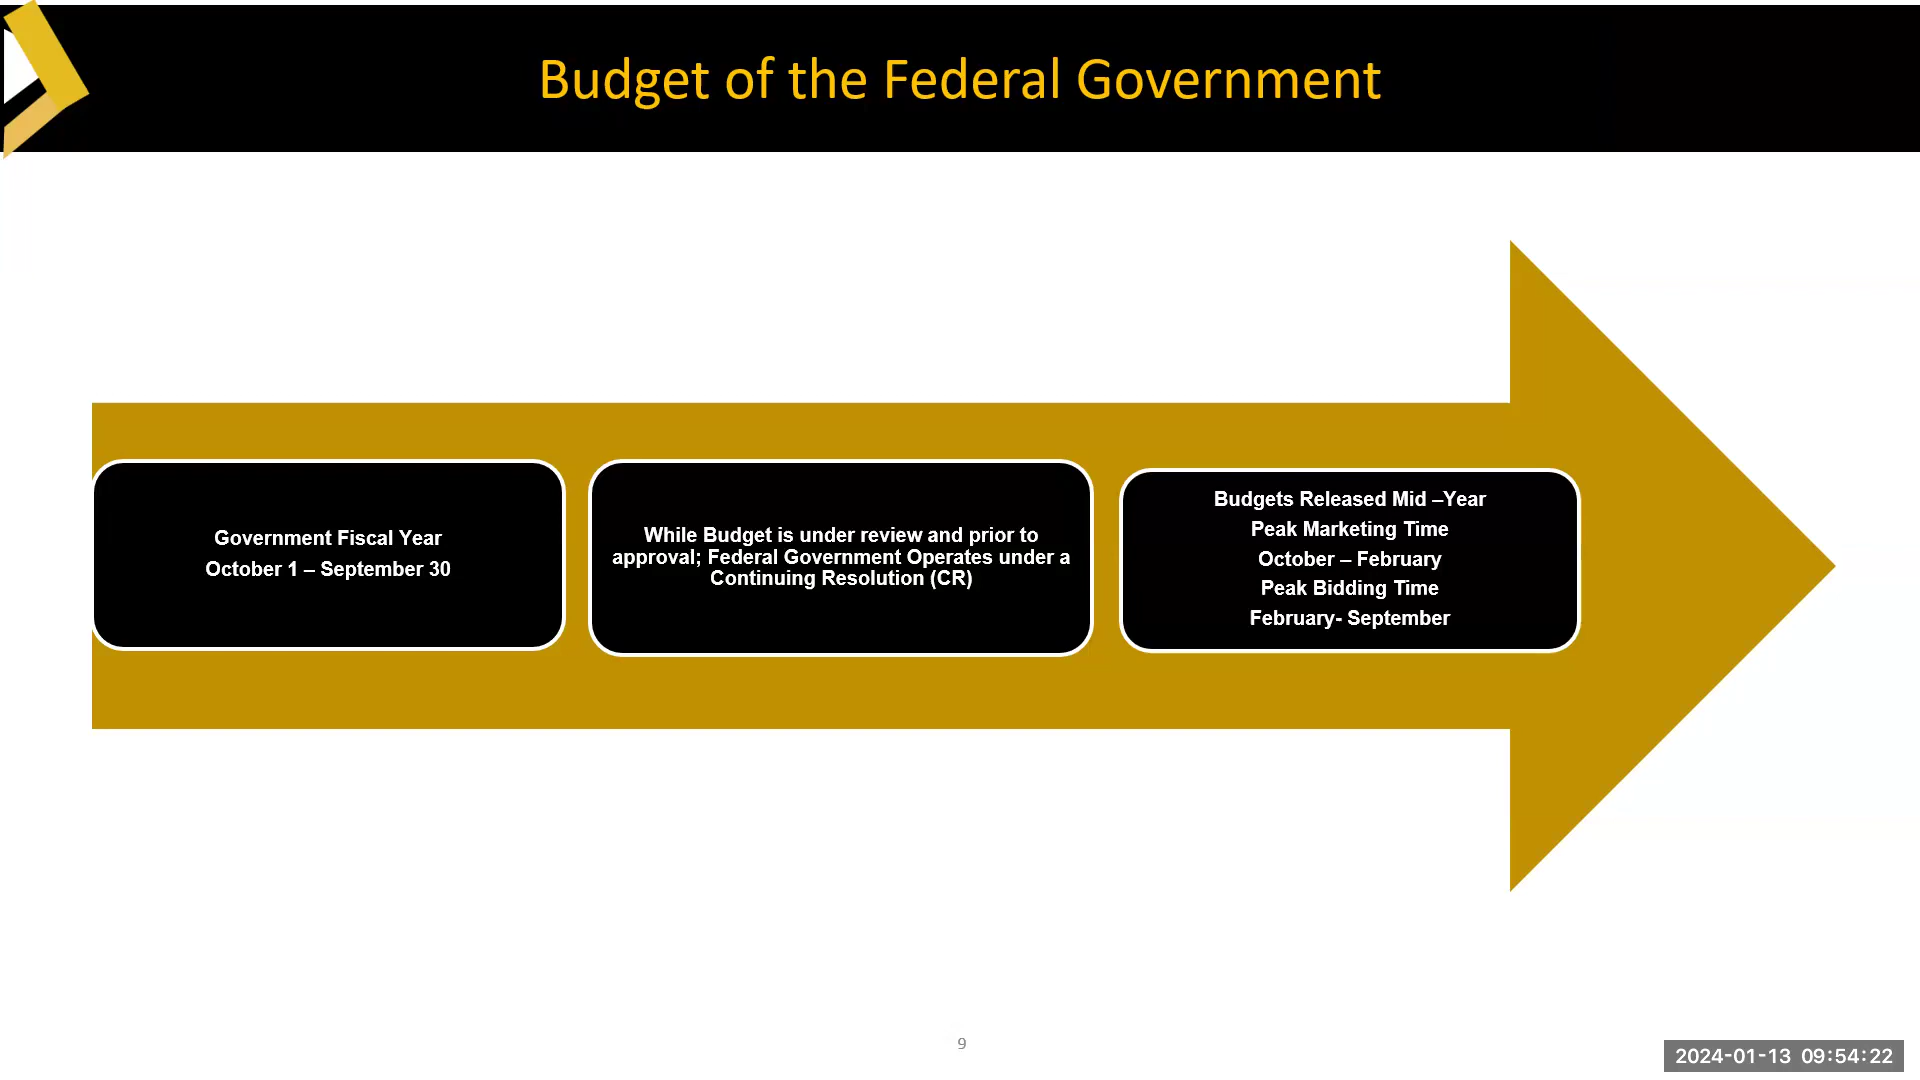 Budget of the Federal Government
Government Fiscal Year
October 1 – September 30
While Budget is under review and prior to
approval; Federal Government Operates under a
Continuing Resolution (CR)
Budgets Released Mid –Year
Peak Marketing Time
October – February
Peak Bidding Time
February- September
9
2024-01-13 09:54:22